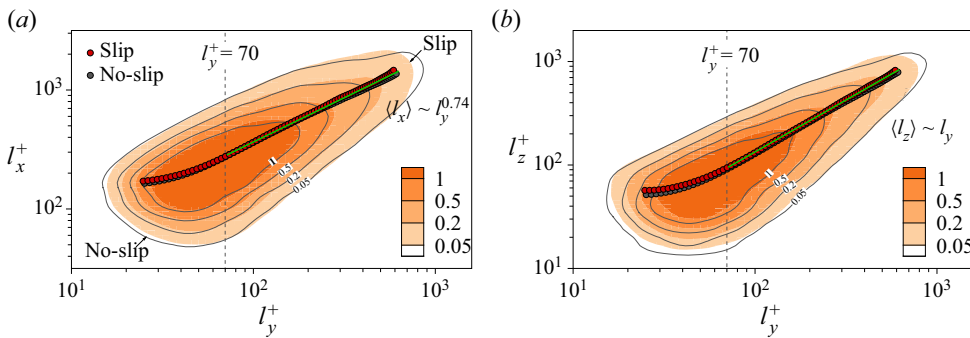 (a)
Slip
No-slip
l_y^+ = 70
Slip
⟨l_x⟩ ~ l_y^0.74
No-slip
1
0.5
0.2
0.05
1
0.5
0.2
0.05
10^3
10^2
l_x^+
10^1
10^2
10^3
l_y^+
(b)
l_y^+ = 70
⟨l_z⟩ ~ l_y
1
0.5
0.2
0.05
1
0.5
0.2
0.05
10^3
10^2
10^1
l_z^+
10^1
10^2
10^3
l_y^+